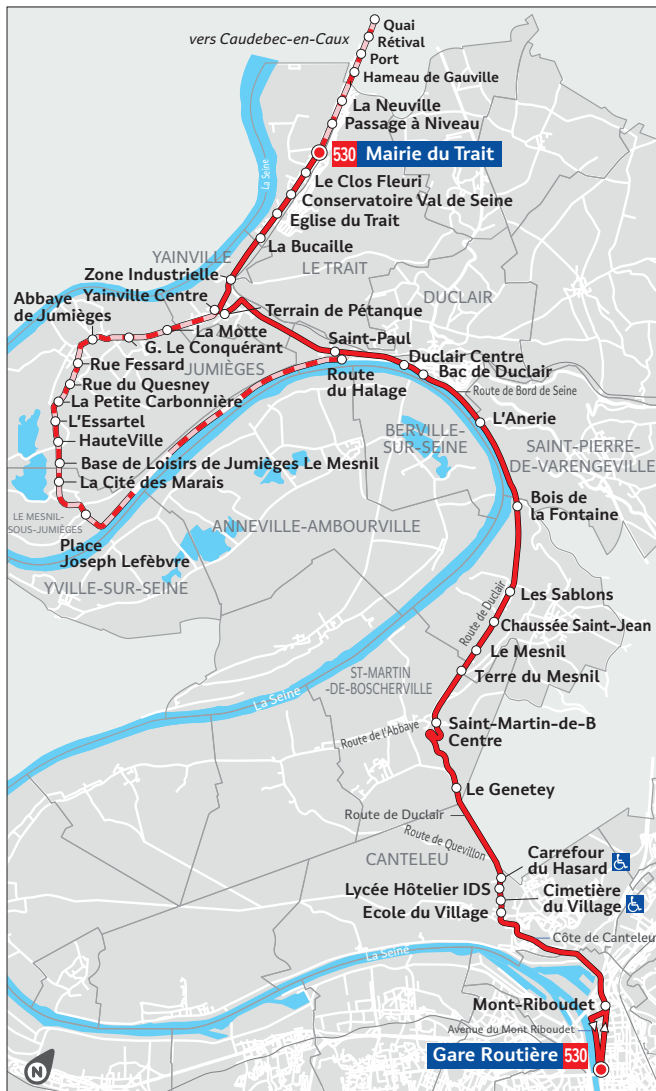 Quai
vers Caudebec-en-Caux
Rétival
Port
Hameau de Gauville
La Neuville
Passage à Niveau
530 Mairie du Trait
La Seine
Le Clos Fleuri
Conservatoire Val de Seine
Eglise du Trait
La Bucaille
YAINVILLE
LE TRAIT
Zone Industrielle
DUCLAIR
Yainville Centre
Abbaye
de Jumièges
Terrain de Pétanque
La Motte
Saint-Paul
G. Le Conquérant
Duclair Centre
Rue Fessard
JUMIÈGES
Route
du Halage
Bac de Duclair
Rue du Quesney
Route de Bord de Seine
La Petite Carbonnière
L'Essartel
L'Anerie
BERVILLE-
SUR-SEINE
HauteVille
SAINT-PIERRE-
DE-VARENGEVILLE
Base de Loisirs de Jumièges Le Mesnil
La Cité des Marais
Bois de
la Fontaine
LE MESNIL-
SOUS-JUMIÈGES
ANNEVILLE-AMBOURVILLE
Place
Joseph Lefèbvre
YVILLE-SUR-SEINE
Les Sablons
Route de Duclair
Chaussée Saint-Jean
Le Mesnil
Terre du Mesnil
ST-MARTIN
-DE-BOSCHERVILLE
La Seine
Saint-Martin-de-B
Centre
Route de l'Abbaye
Le Genetey
Route de Duclair
Route de Quevillon
CANTELEU
Carrefour
du Hasard
Lycée Hôtelier IDS
Cimetière
du Village
Ecole du Village
Côte de Canteleu
La Seine
Mont-Riboudet
Avenue du Mont Riboudet
Gare Routière 530
N